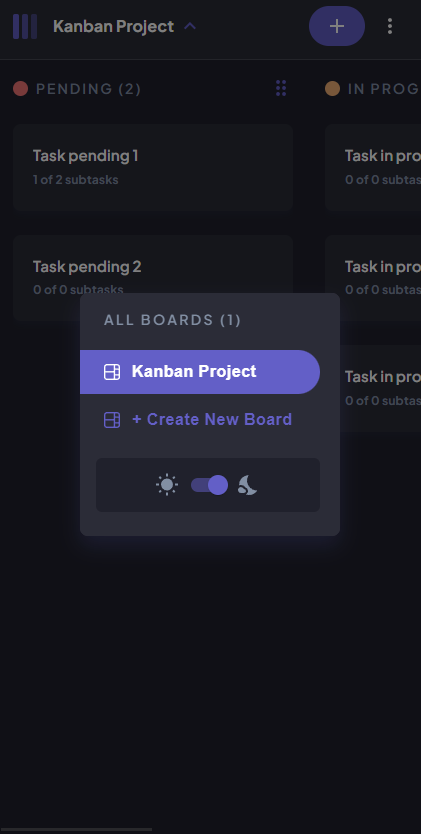 Kanban Project
PENDING (2)
IN PROG
Task pending 1
1 of 2 subtasks
Task in pro
0 of 0 subtas
Task pending 2
0 of 0 subtasks
Task in pro
0 of 0 subtas
Task in pro
0 of 0 subtas
ALL BOARDS (1)
Kanban Project
+ Create New Board